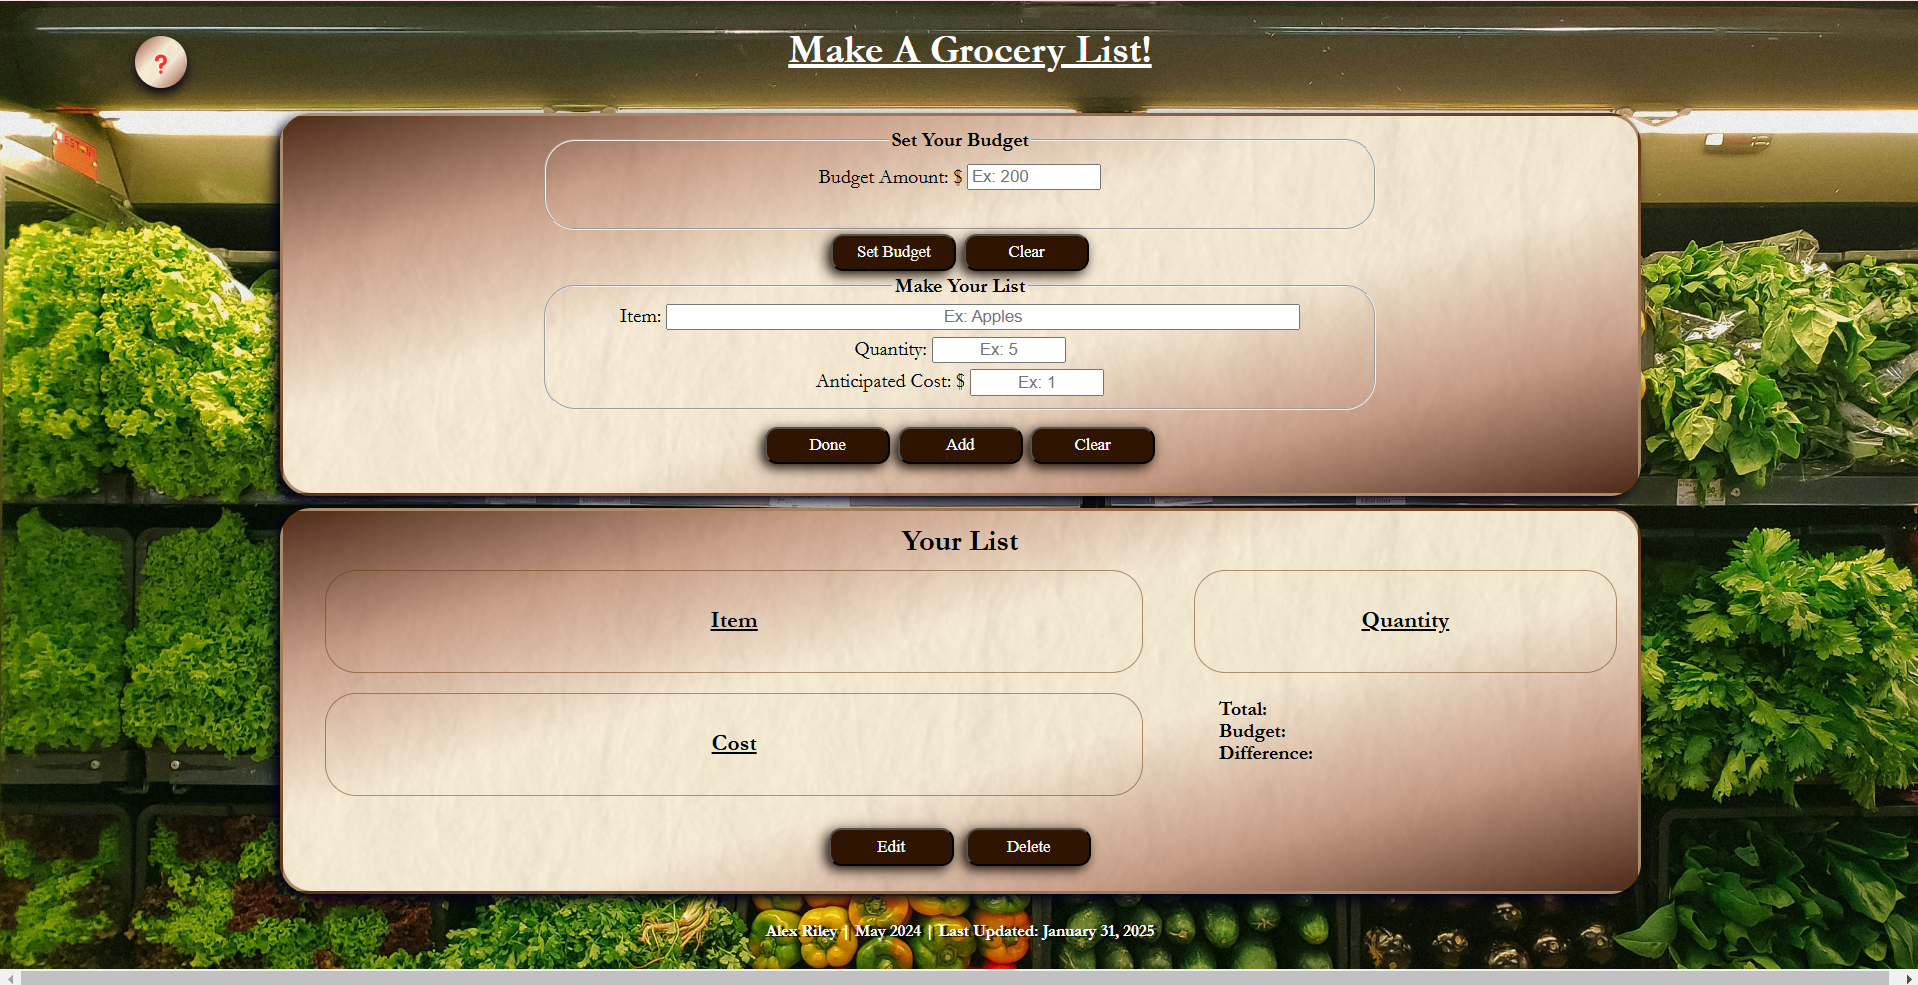 Make A Grocery List!
❓
Set Your Budget
Budget Amount: $ Ex: 200
Set Budget Clear
Make Your List
Item: Ex: Apples
Quantity: Ex: 5
Anticipated Cost: $ Ex: 1
Done Add Clear
Your List
Item Quantity
Cost
Total:
Budget:
Difference:
Edit Delete
Alex Riley | May 2024 | Last Updated: January 31, 2025